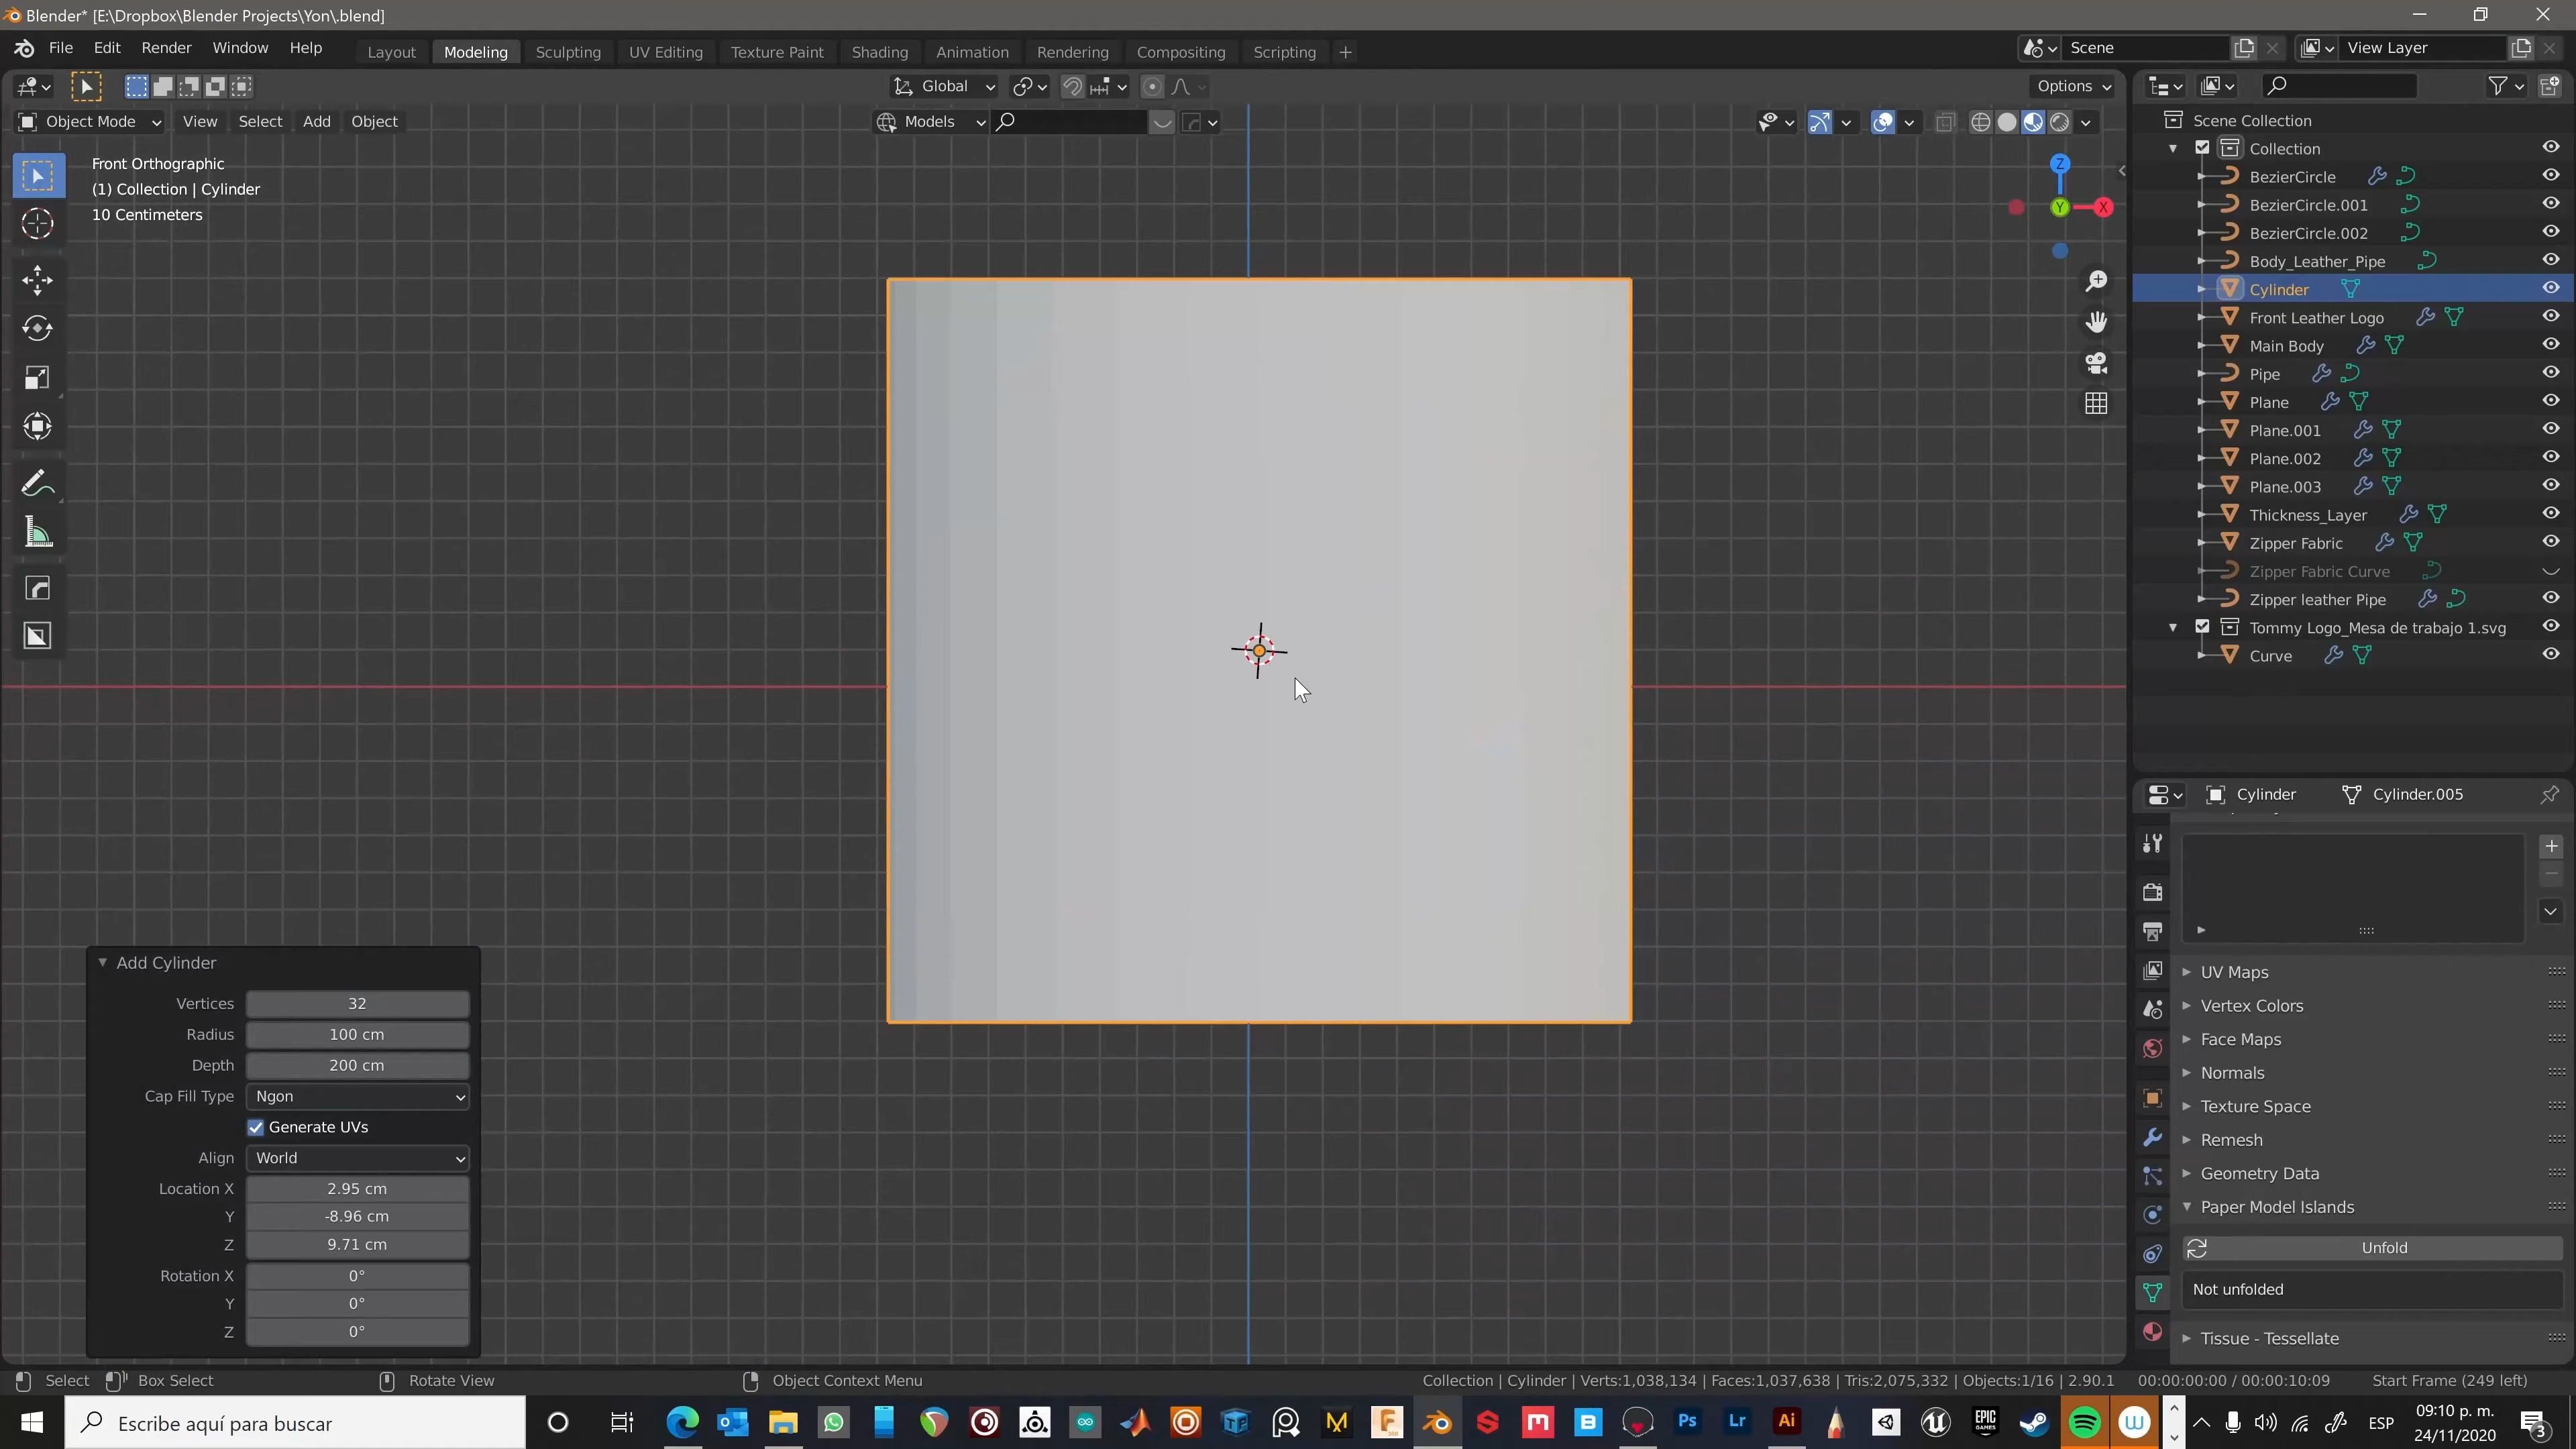 Blender* [E:\Dropbox\Blender Projects\Yon\.blend]
File Edit Render Window Help Layout Modeling Sculpting UV Editing Texture Paint Shading Animation Rendering Compositing Scripting + Scene View Layer
Global Options
Object Mode View Select Add Object Models
Front Orthographic
(1) Collection | Cylinder
10 Centimeters
Z
Y
X
Scene Collection
Collection
BezierCircle
BezierCircle.001
BezierCircle.002
Body_Leather_Pipe
Cylinder
Front Leather Logo
Main Body
Pipe
Plane
Plane.001
Plane.002
Plane.003
Thickness_Layer
Zipper Fabric
Zipper Fabric Curve
Zipper leather Pipe
Tommy Logo_Mesa de trabajo 1.svg
Curve
Cylinder Cylinder.005
UV Maps
Vertex Colors
Face Maps
Normals
Texture Space
Remesh
Geometry Data
Paper Model Islands
Unfold
Not unfolded
Tissue - Tessellate
Add Cylinder
Vertices 32
Radius 100 cm
Depth 200 cm
Cap Fill Type Ngon
Generate UVs
Align World
Location X 2.95 cm
Y -8.96 cm
Z 9.71 cm
Rotation X 0°
Y 0°
Z 0°
Select Box Select Rotate View Object Context Menu Collection | Cylinder | Verts:1,038,134 | Faces:1,037,638 | Tris:2,075,332 | Objects:1/16 | 2.90.1 00:00:00:00 / 00:00:10:09 Start Frame (249 left)
Escribe aquí para buscar
Ps Lr Ai
EPIC GAMES
ESP
09:10 p. m.
24/11/2020
3